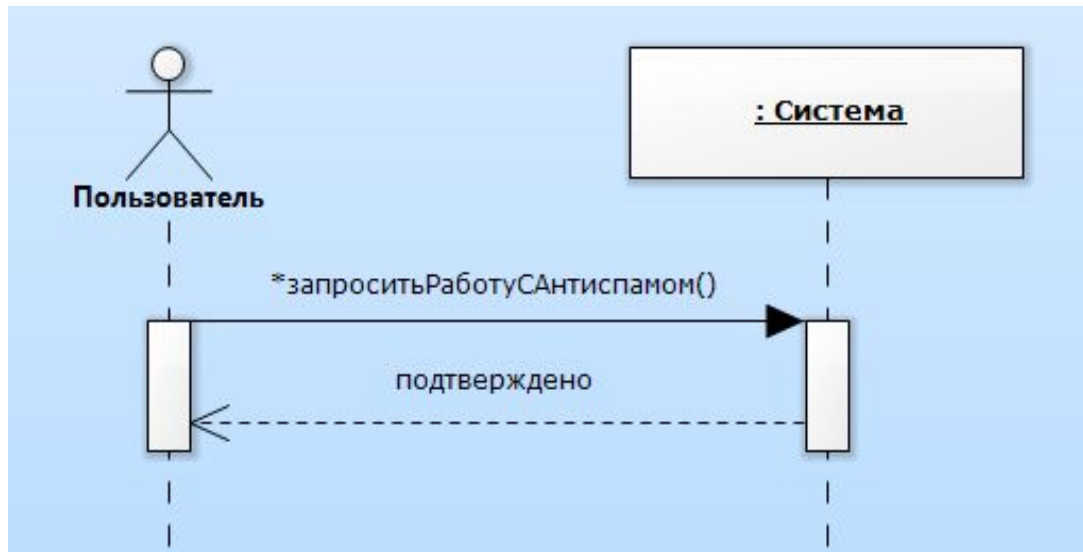 : Система
Пользователь
*запроситьРаботуСАнтиспамом()
подтверждено